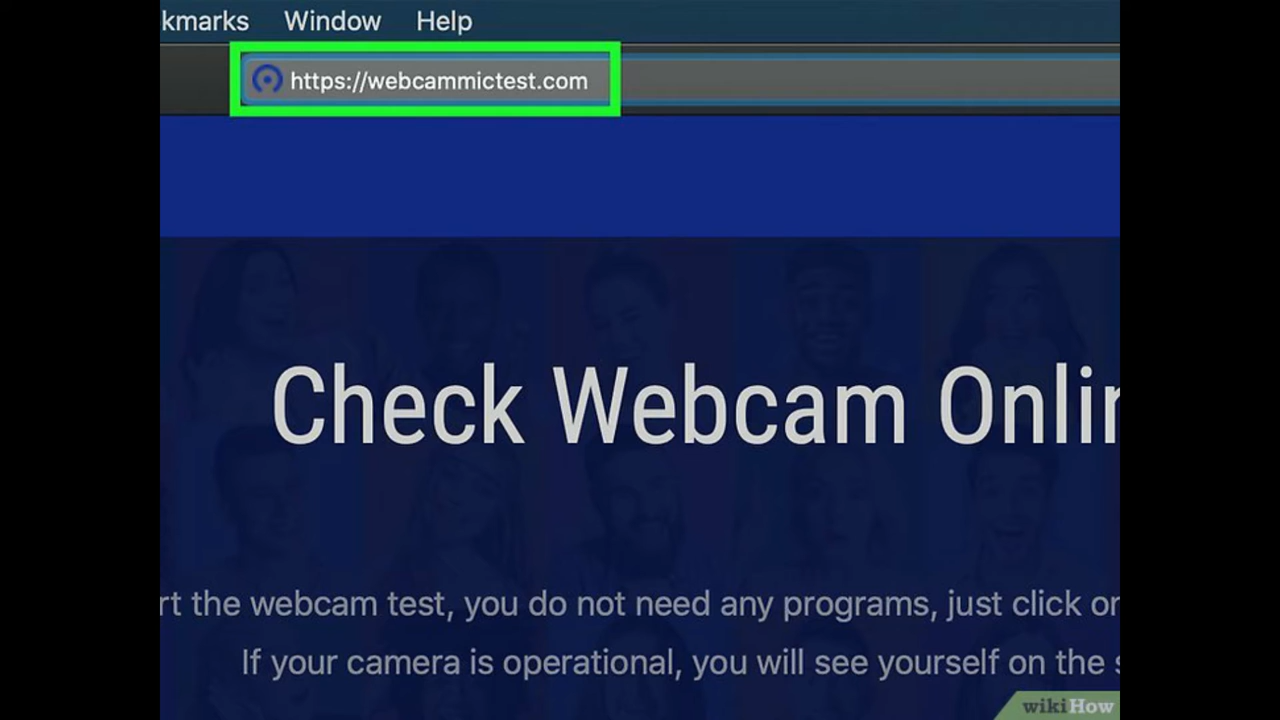 kmarks Window Help
https://webcammictest.com
Check Webcam Onlin
rt the webcam test, you do not need any programs, just click or
If your camera is operational, you will see yourself on the s
wikiHow